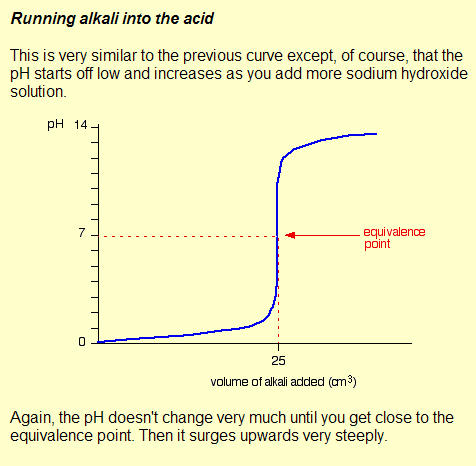 Running alkali into the acid
This is very similar to the previous curve except, of course, that the
pH starts off low and increases as you add more sodium hydroxide
solution.
pH 14
7
equivalence
point
0
25
volume of alkali added (cm³)
Again, the pH doesn't change very much until you get close to the
equivalence point. Then it surges upwards very steeply.